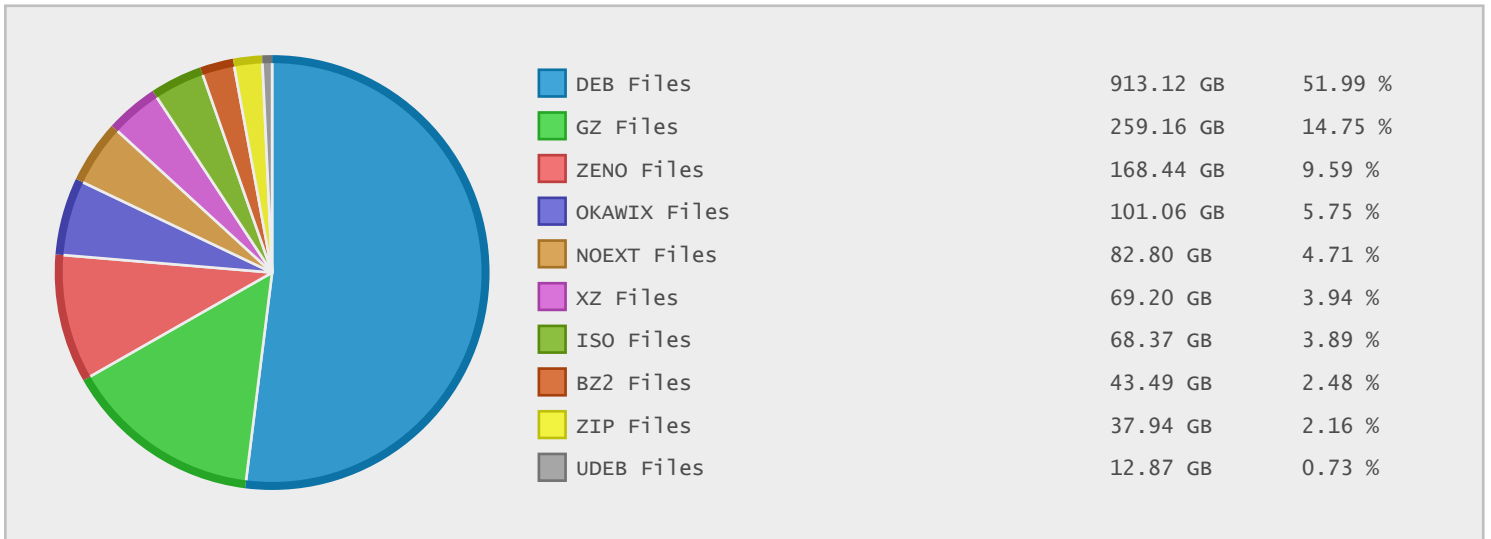 DEB Files 913.12 GB 51.99 %
GZ Files 259.16 GB 14.75 %
ZENO Files 168.44 GB 9.59 %
OKAWIX Files 101.06 GB 5.75 %
NOEXT Files 82.80 GB 4.71 %
XZ Files 69.20 GB 3.94 %
ISO Files 68.37 GB 3.89 %
BZ2 Files 43.49 GB 2.48 %
ZIP Files 37.94 GB 2.16 %
UDEB Files 12.87 GB 0.73 %